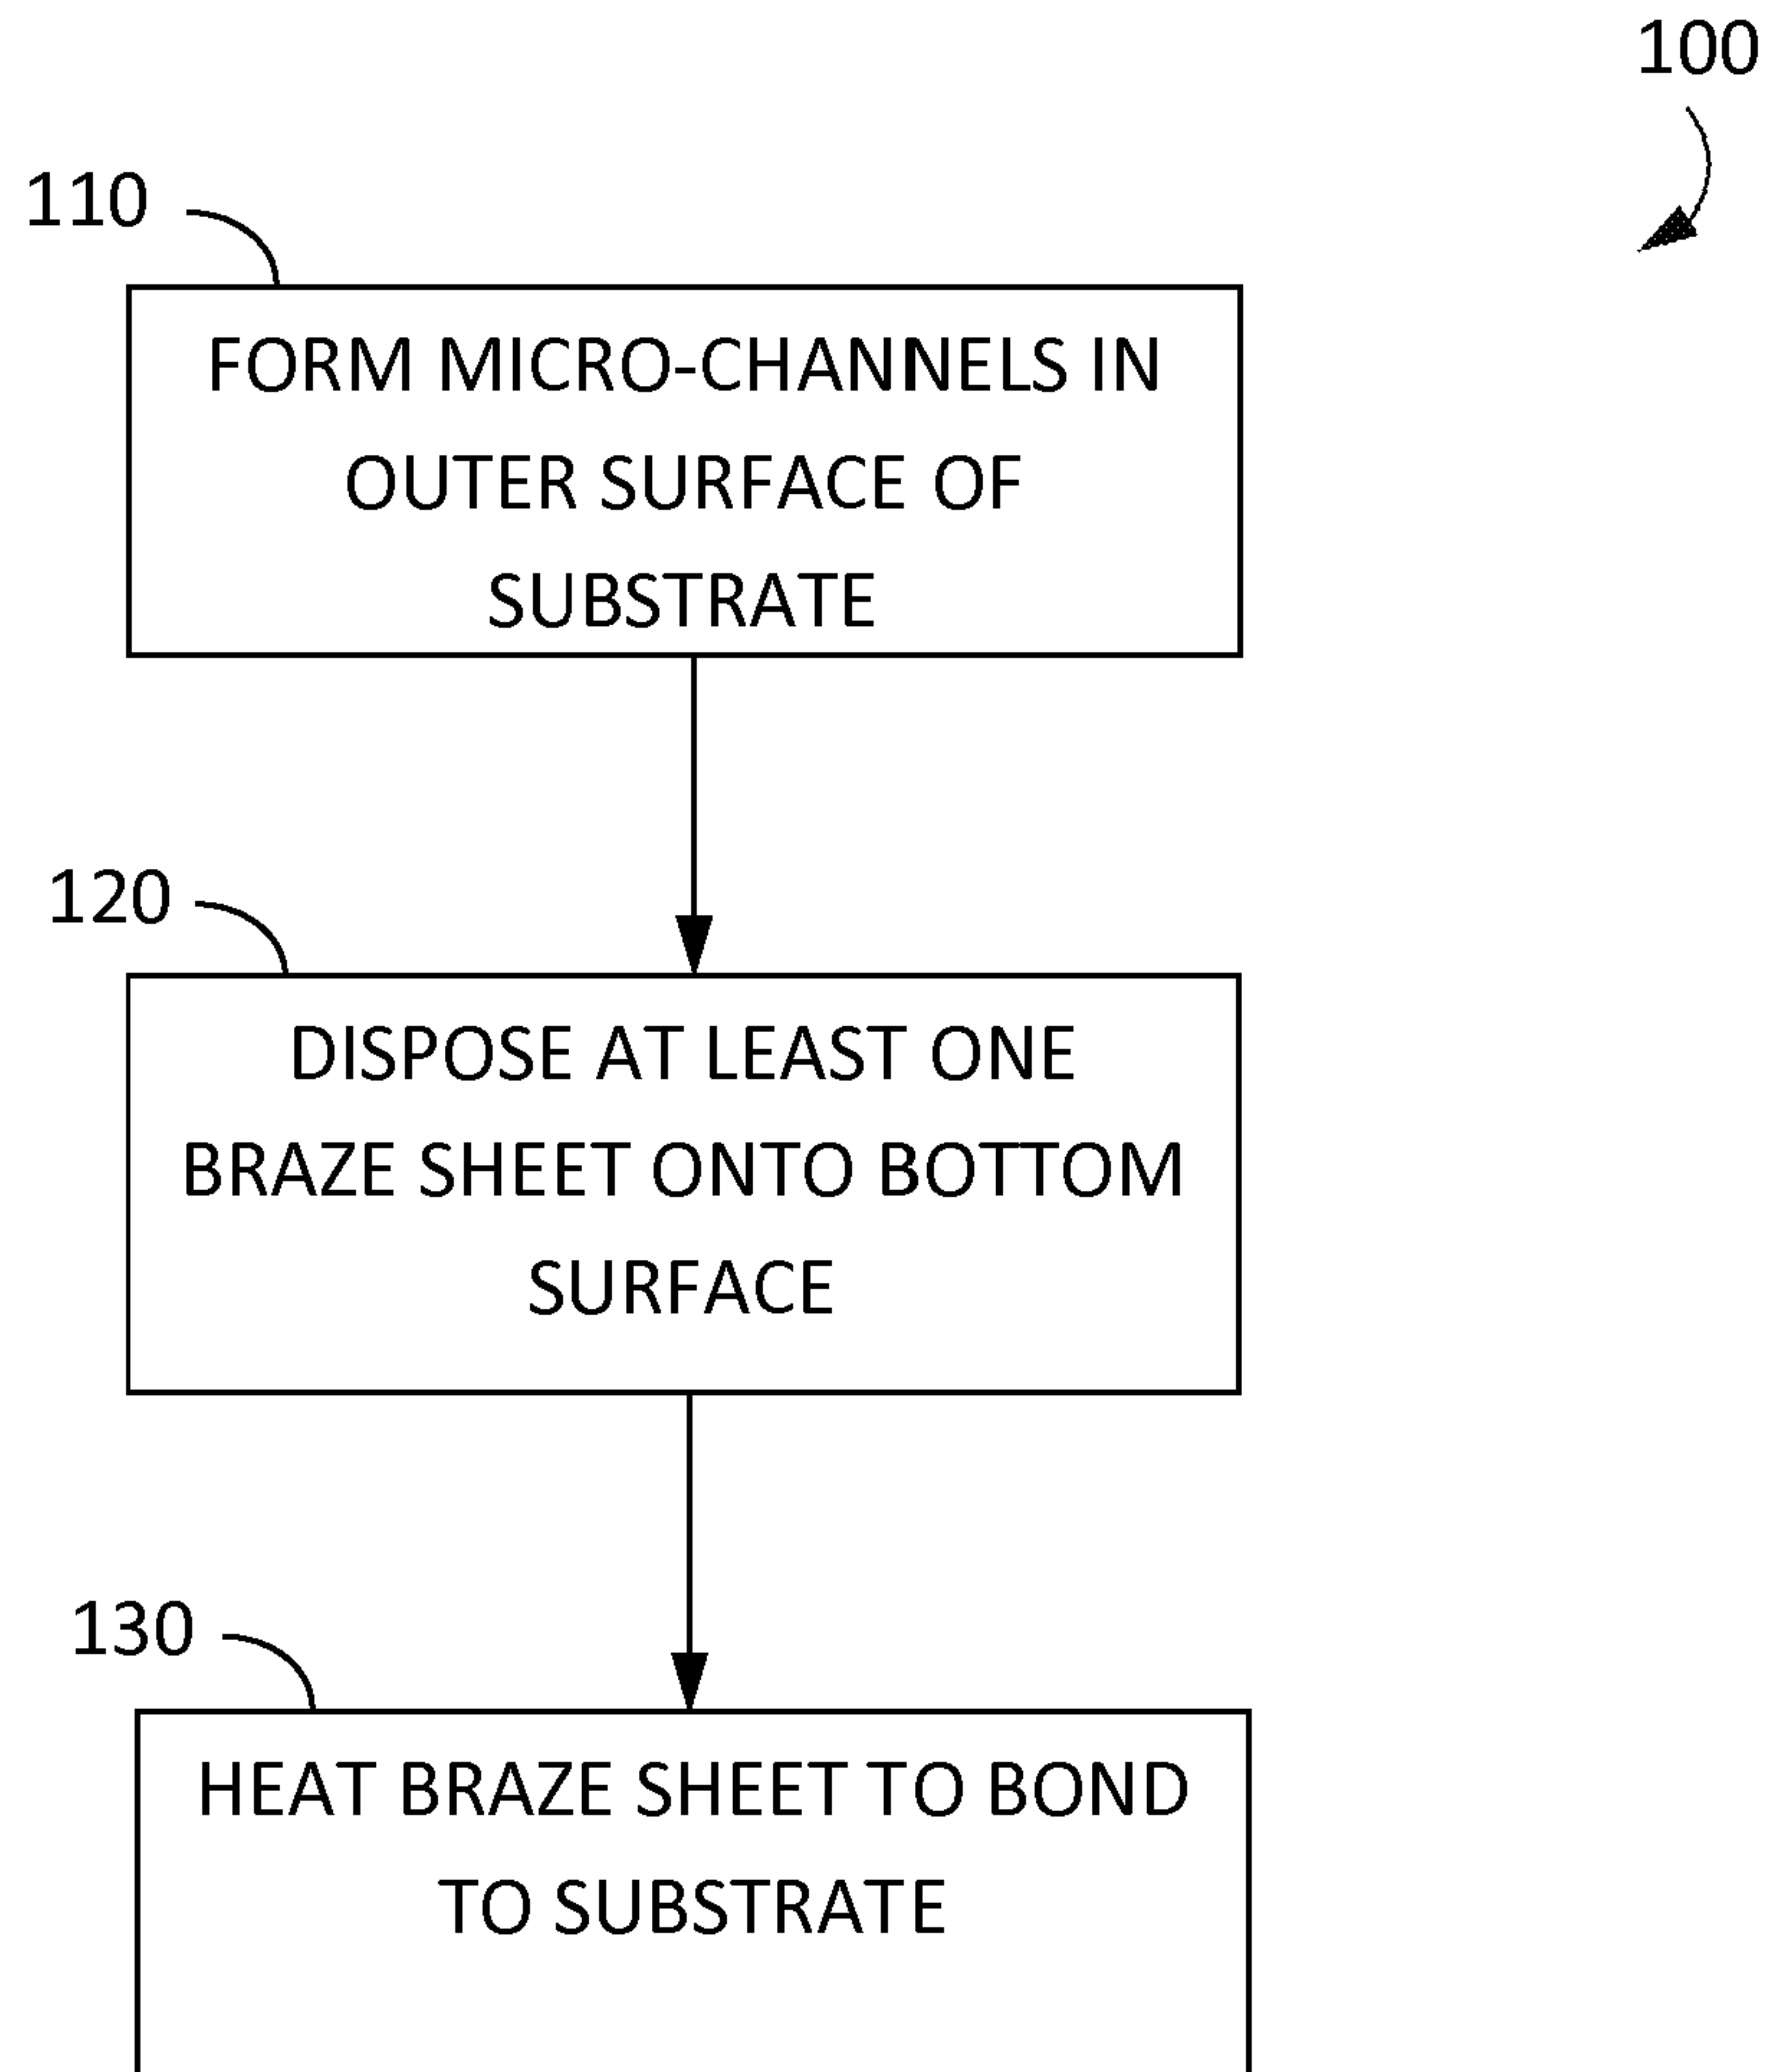 100
110
FORM MICRO-CHANNELS IN
OUTER SURFACE OF
SUBSTRATE
120
DISPOSE AT LEAST ONE
BRAZE SHEET ONTO BOTTOM
SURFACE
130
HEAT BRAZE SHEET TO BOND
TO SUBSTRATE